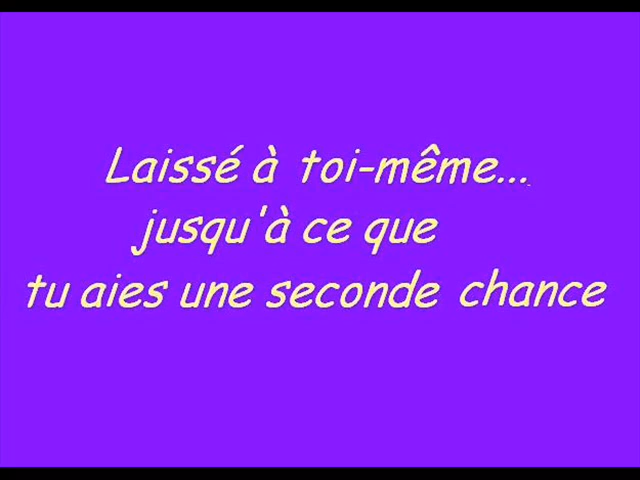 Laissé à toi-même...
jusqu'à ce que
tu aies une seconde chance